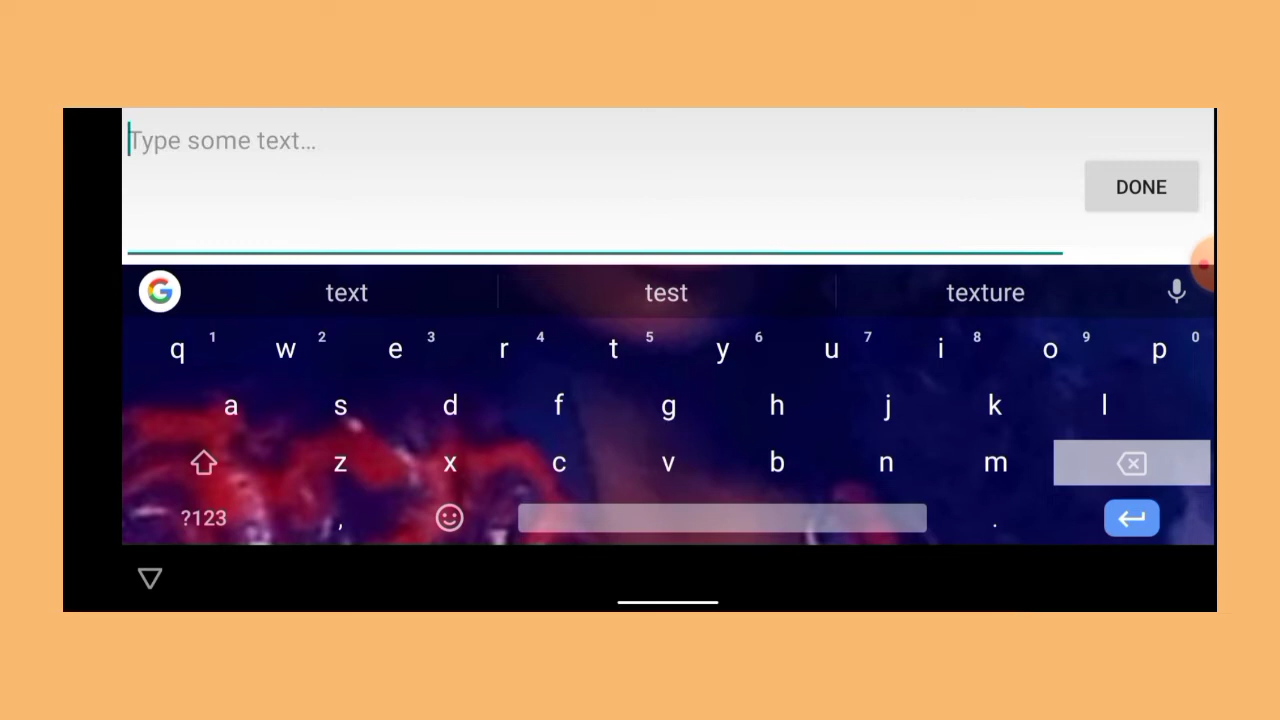 Type some text...
DONE
G text test texture
q 1 w 2 e 3 r 4 t 5 y 6 u 7 i 8 o 9 p 0
a s d f g h j k l
z x c v b n m
?123 , .